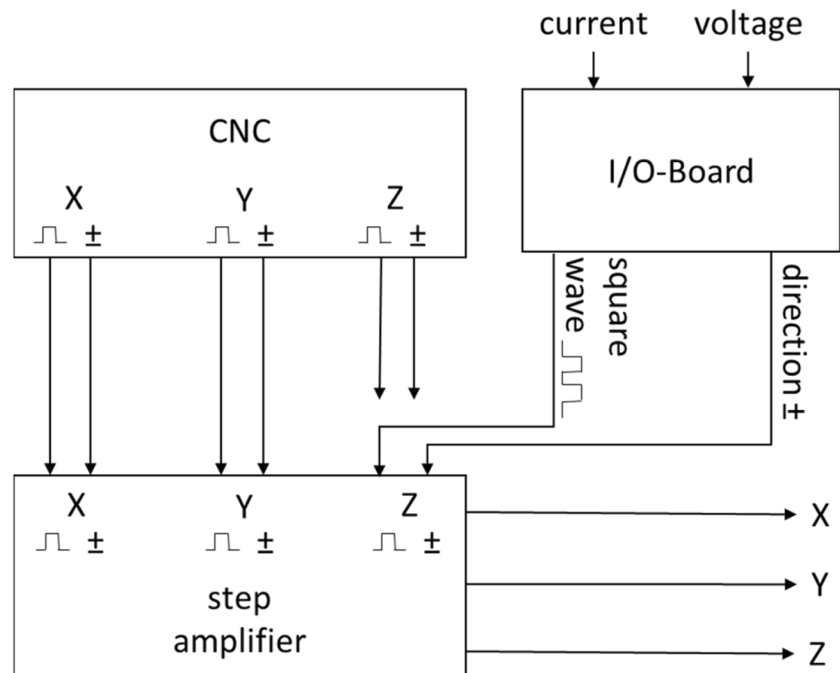 current voltage
CNC
I/O-Board
X Y Z
± ± ±
square
wave
direction ±
X Y Z
± ± ±
step
amplifier
X
Y
Z